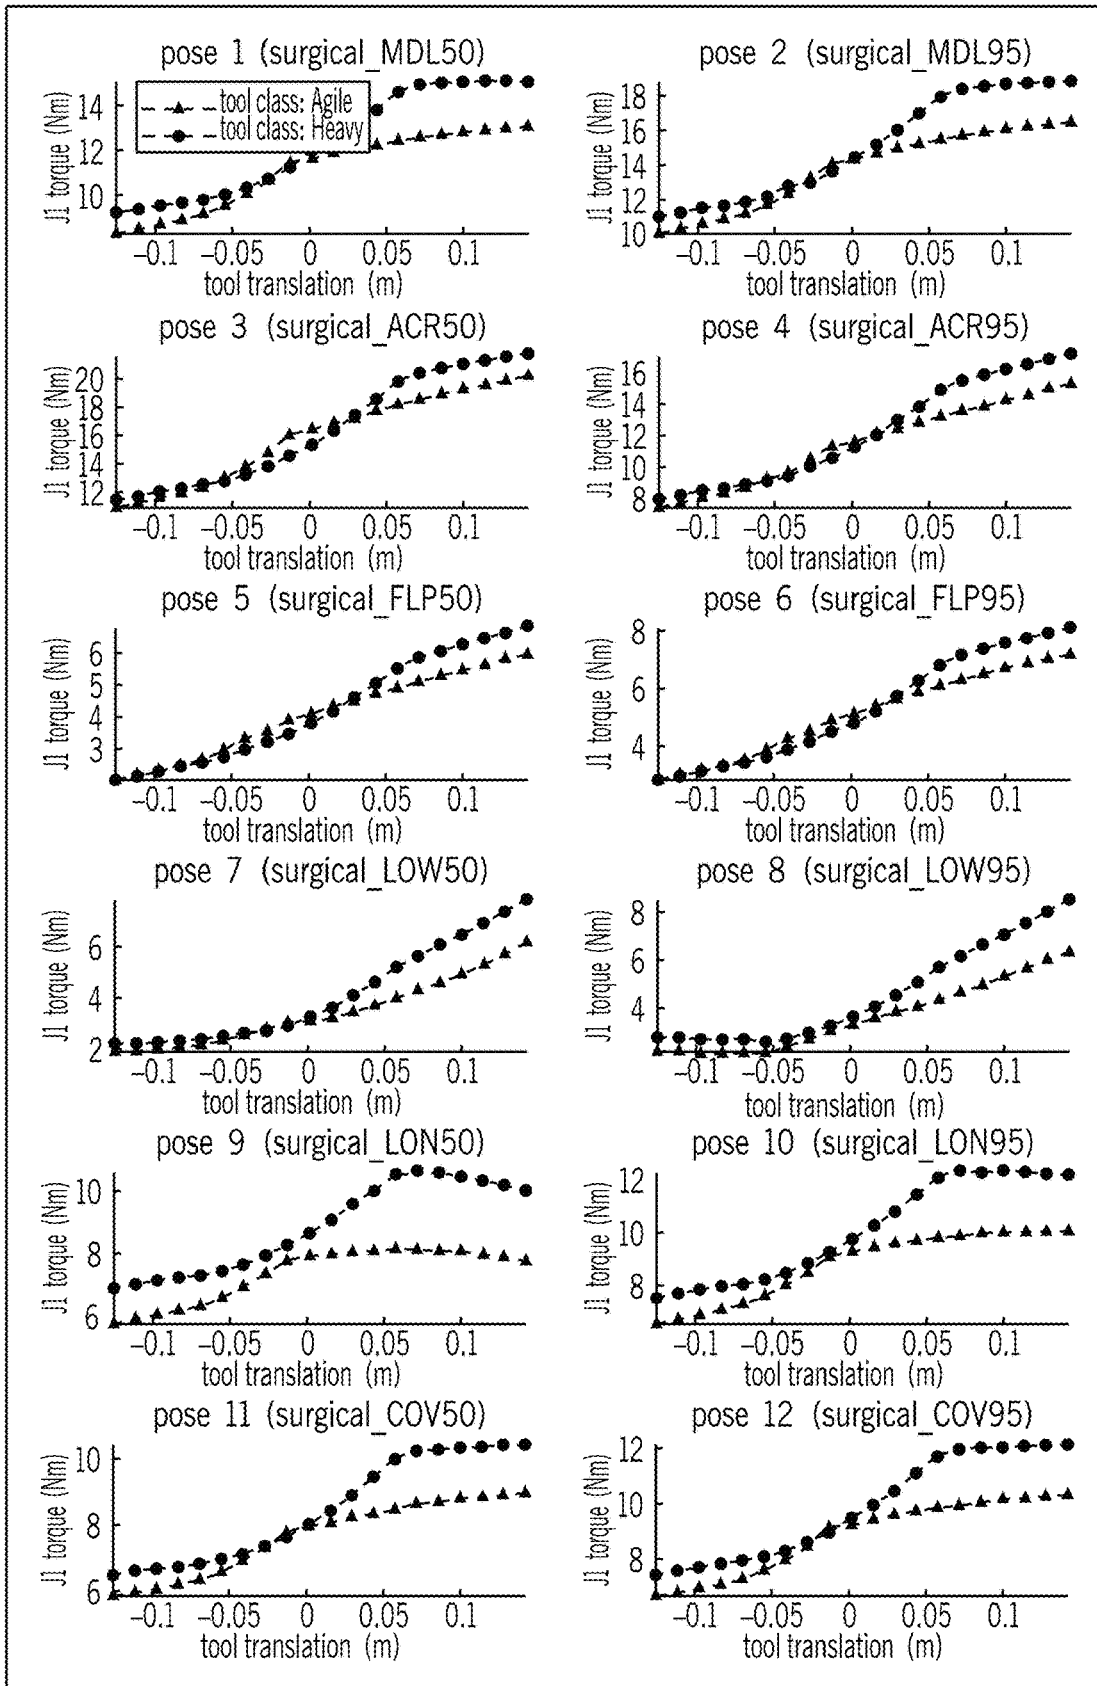 pose 1 (surgical_MDL50)
J1 torque (Nm)
14
12
10
tool class: Agile
tool class: Heavy
–0.1 –0.05 0 0.05 0.1
tool translation (m)
pose 2 (surgical_MDL95)
J1 torque (Nm)
18
16
14
12
10
–0.1 –0.05 0 0.05 0.1
tool translation (m)
pose 3 (surgical_ACR50)
J1 torque (Nm)
20
18
16
14
12
–0.1 –0.05 0 0.05 0.1
tool translation (m)
pose 4 (surgical_ACR95)
J1 torque (Nm)
16
14
12
10
8
–0.1 –0.05 0 0.05 0.1
tool translation (m)
pose 5 (surgical_FLP50)
J1 torque (Nm)
6
5
4
3
–0.1 –0.05 0 0.05 0.1
tool translation (m)
pose 6 (surgical_FLP95)
J1 torque (Nm)
8
6
4
–0.1 –0.05 0 0.05 0.1
tool translation (m)
pose 7 (surgical_LOW50)
J1 torque (Nm)
6
4
2
–0.1 –0.05 0 0.05 0.1
tool translation (m)
pose 8 (surgical_LOW95)
J1 torque (Nm)
8
6
4
–0.1 –0.05 0 0.05 0.1
tool translation (m)
pose 9 (surgical_LON50)
J1 torque (Nm)
10
8
6
–0.1 –0.05 0 0.05 0.1
tool translation (m)
pose 10 (surgical_LON95)
J1 torque (Nm)
12
10
8
–0.1 –0.05 0 0.05 0.1
tool translation (m)
pose 11 (surgical_COV50)
J1 torque (Nm)
10
8
6
–0.1 –0.05 0 0.05 0.1
tool translation (m)
pose 12 (surgical_COV95)
J1 torque (Nm)
12
10
8
–0.1 –0.05 0 0.05 0.1
tool translation (m)